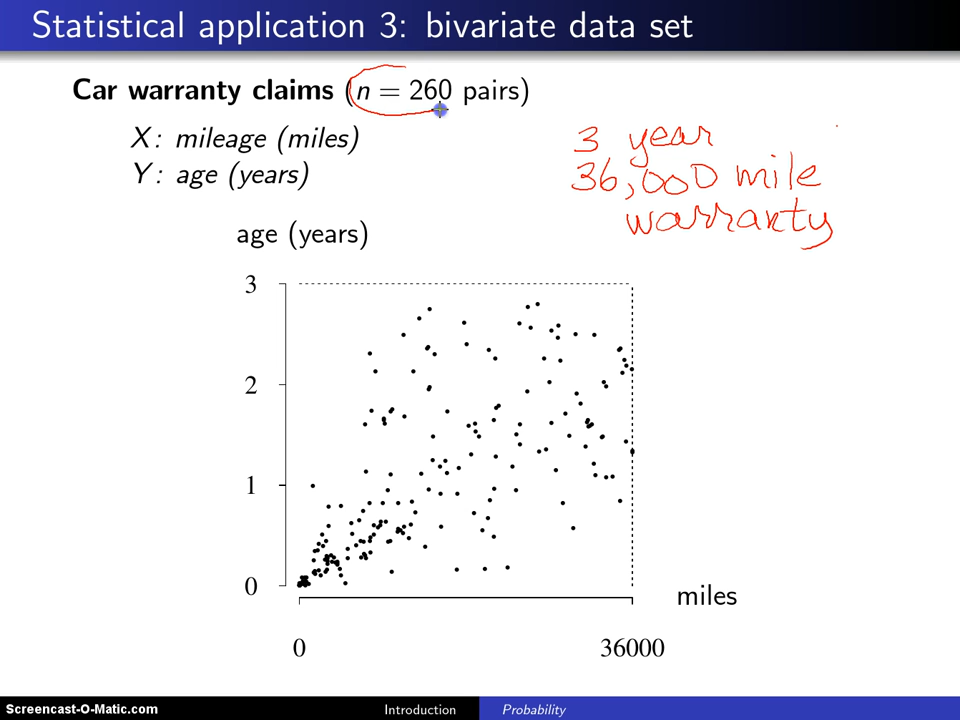 Statistical application 3: bivariate data set
Car warranty claims (n = 260 pairs)
X: mileage (miles)
Y: age (years)
3 year
36,000 mile
warranty
age (years)
3
2
1
0
miles
0 36000
Screencast-O-Matic.com Introduction Probability